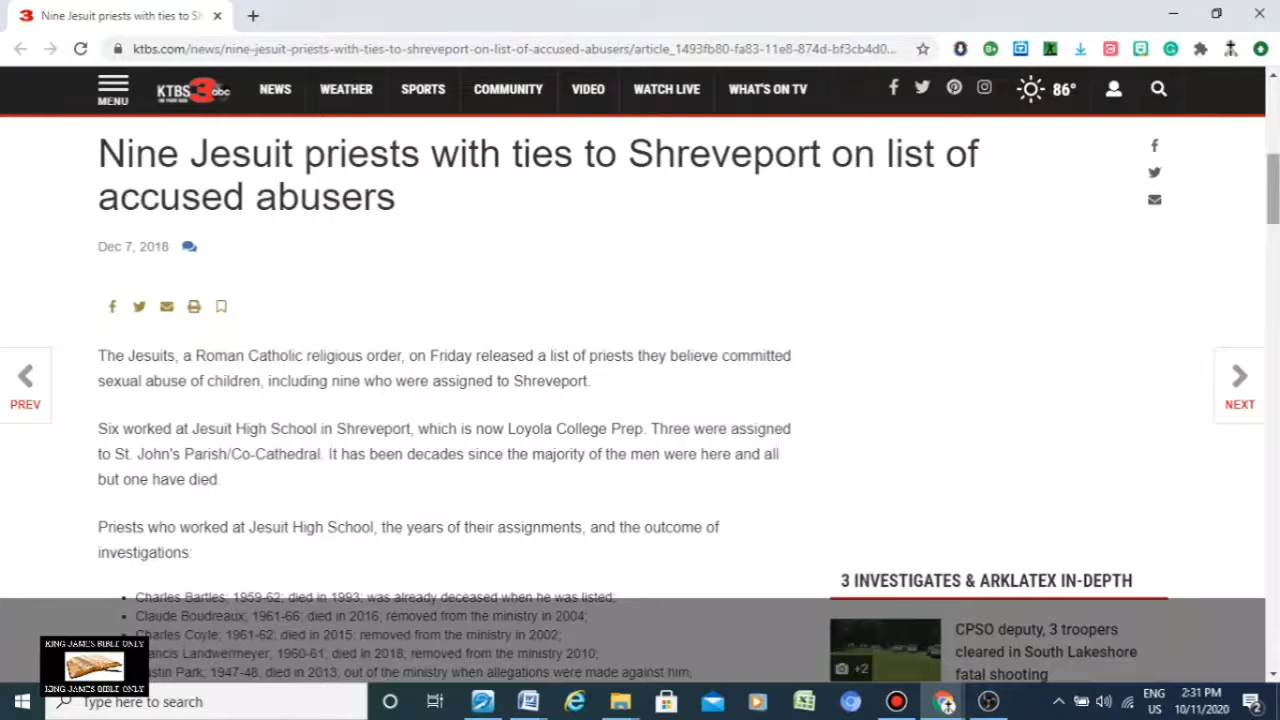 Nine Jesuit priests with ties to Sh
ktbs.com/news/nine-jesuit-priests-with-ties-to-shreveport-on-list-of-accused-abusers/article_1493fb80-fa83-11e8-874d-bf3cb4d0...
MENU
KTBS 3 abc
NEWS WEATHER SPORTS COMMUNITY VIDEO WATCH LIVE WHAT'S ON TV
86°
Nine Jesuit priests with ties to Shreveport on list of
accused abusers
Dec 7, 2018
The Jesuits, a Roman Catholic religious order, on Friday released a list of priests they believe committed
sexual abuse of children, including nine who were assigned to Shreveport.
PREV
NEXT
Six worked at Jesuit High School in Shreveport, which is now Loyola College Prep. Three were assigned
to St. John's Parish/Co-Cathedral. It has been decades since the majority of the men were here and all
but one have died.
Priests who worked at Jesuit High School, the years of their assignments, and the outcome of
investigations:
Charles Bartles; 1959-62; died in 1993; was already deceased when he was listed;
Claude Boudreaux; 1961-66; died in 2016; removed from the ministry in 2004;
Charles Coyle; 1961-62; died in 2015; removed from the ministry in 2002;
Landwermeyer, 1960-61, died in 2018; removed from the ministry 2010;
Park; 1947-48, died in 2013, out of the ministry when allegations were made against him;
3 INVESTIGATES & ARKLATEX IN-DEPTH
+2
CPSO deputy, 3 troopers
cleared in South Lakeshore
fatal shooting
KING JAMES BIBLE ONLY
KING JAMES BIBLE ONLY
Type here to search
ENG
US
2:31 PM
10/11/2020
2